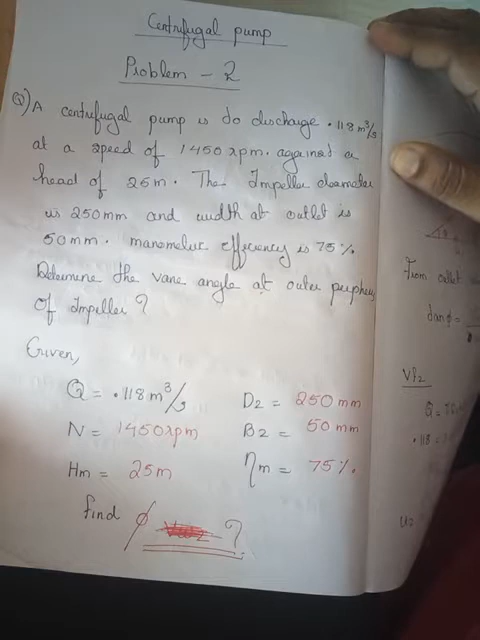 Centrifugal pump
Problem - 2
Q) A centrifugal pump is to discharge .118 m³/s
at a speed of 1450 rpm. against a
head of 25m. The Impeller diameter
is 250mm and width at outlet is
50mm. manometric efficiency is 75%.
Determine the vane angle at outer periphery
of Impeller?
Given,
Q = .118 m³/s D2 = 250 mm
N = 1450 rpm B2 = 50 mm
Hm = 25m ηm = 75%.
find φ ?
From outlet
tanφ =
Vf2
Q =
.118 =